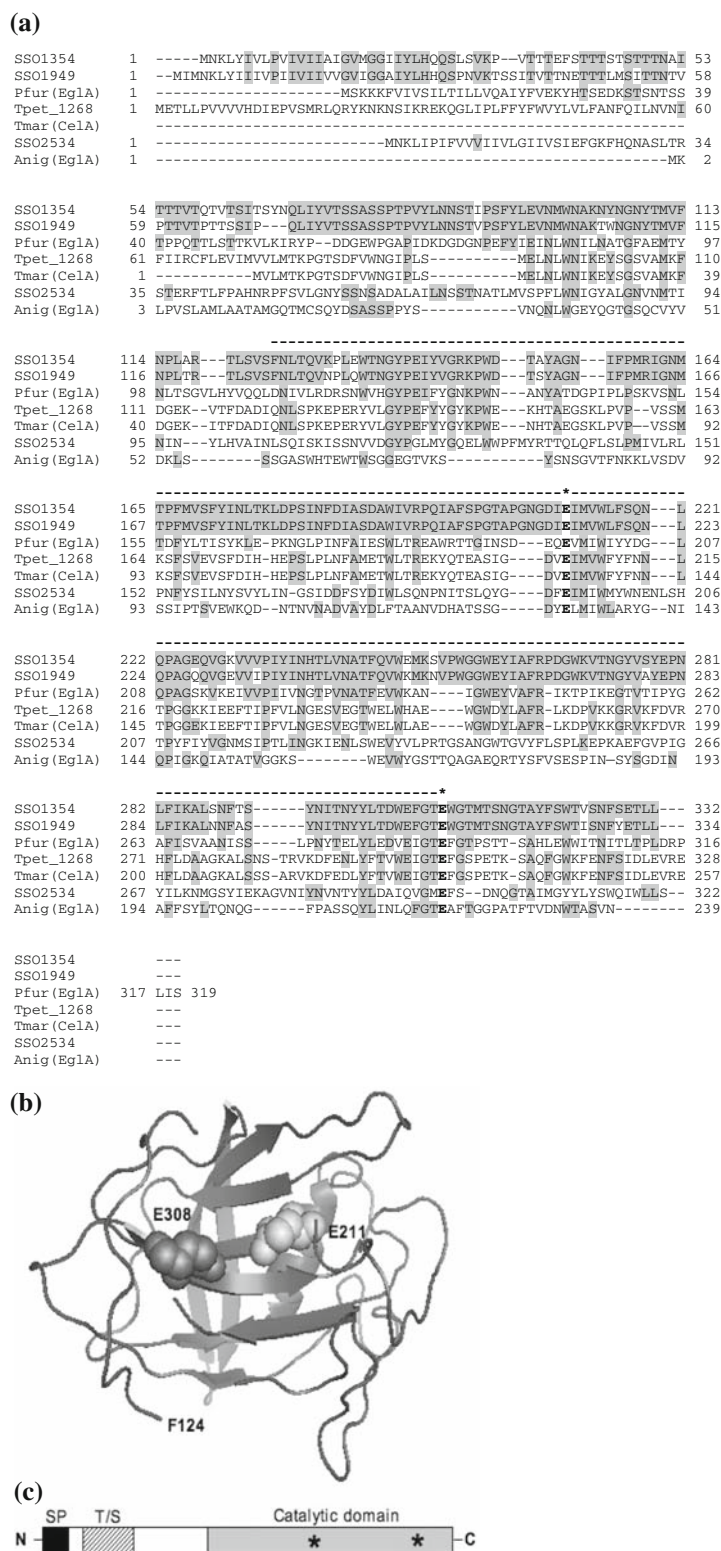 (a)
SSO1354 1 -----MNKLYIVLPVIVIIAIGVMGGIIYLHQQSLSVKP--VTTTEFSTTTSTSTTTNAI 53
SSO1949 1 ---MIMNKLYIIIVPIIVIIVVGVIGGAIYLHHQSPNVKTSSITVTTNETTTLMSITTNTV 58
Pfur(EglA) 1 ---------------------MSKKKFVIVSILTILLVQAIYFVEKYHTSEDKSTSNTSS 39
Tpet_1268 1 METLLPVVVVVHDIEPVSMRLQRYKNKNSIKREKQGLIPLFFYFWVYLVLFANFQILNVNI 60
Tmar(CelA) ------------------------------------------------------------
SSO2534 1 --------------------------MNKLIPIFVVVIIVLGIIVSIEFGKFHQNASLTR 34
Anig(EglA) 1 ----------------------------------------------------------MK 2
SSO1354 54 TTTVTQTVTSITSYNQLIYVTSSASSPTPVYLNNSTIPSFYLEVNMWNAKNYNGNYTMVF 113
SSO1949 59 PTTVTPTTSSIP--QLIYVTSSASSPTPVYLNNSTVPSFYLEVNMWNAKTWNGNYTMVF 115
Pfur(EglA) 40 TPPQTTLSTTKVLKIRYP--DDGEWPGAPIDKDGDGNPEFYIEINLWNILNATGFAEMTY 97
Tpet_1268 61 FIIRCFLEVIMVVLMTKPGTSDFVWNGIPLS--------MELNLWNIKEYSGSVAMKF 110
Tmar(CelA) 1 ------------MVLMTKPGTSDFVWNGIPLS--------MELNLWNIKEYSGSVAMKF 39
SSO2534 35 STERFTLFPAHNRPFSVLGNYSSNSADALAILNSSTNATLMVSPFLWNIGYALGNVNMTI 94
Anig(EglA) 3 LPVSLAMLAATAMGQTMCSQYDSASSPPYS----------VNQNLWGEYQGTGSQCVYV 51
-----------------------------------------------
SSO1354 114 NPLAR---TLSVSFNLTQVKPLEWTNGYPEIYVGRKPWD---TAYAGN---IFPMRIGNM 164
SSO1949 116 NPLTR---TLSVSFNLTQVNPLQWTNGYPEIYVGRKPWD---TSYAGN---IFPMRIGNM 166
Pfur(EglA) 98 NLTSGVLHYVQQLDNIVLRDRSNWVHGYPEIFYGNKPWN---ANYATDGPIPLPSKVSNL 154
Tpet_1268 111 DGEK---VTFDADIQNLSPKEPERYVLGYPEFYYGYKPWE---KHTAEGSKLPVP--VSSM 163
Tmar(CelA) 40 DGEK---ITFDADIQNLSPKEPERYVLGYPEFYYGYKPWE---NHTAEGSKLPVP--VSSM 92
SSO2534 95 NIN---YLHVAINLSQISKISSNVVDGYPGLMYGQELWWPFMYRTTQLQFLSLPMIVLRL 151
Anig(EglA) 52 DKLS------SSGASWHTEWTWSGGEGTVKS---------YSNSGVTFNKKLVSDV 92
----------------------------------------------*-------------
SSO1354 165 TPFMVSFYINLTKLDPSINFDIASDAWIVRPQIAFSPGTAPGNGDIEIMVWLFSQN---L 221
SSO1949 167 TPFMVSFYINLTKLDPSINFDIASDAWIVRPQIAFSPGTAPGNGDIEIMVWLFSQN---L 223
Pfur(EglA) 155 TDFYLTISYKLE-PKNGLPINFAIESWLTREAWRTTGINSD---EQEVMIWIYYDG---L 207
Tpet_1268 164 KSFSVEVSFDIH-HEPSLPLNFAMETWLTREKYQTEASIG----DVEIMVWFYFNN---L 215
Tmar(CelA) 93 KSFSVEVSFDIH-HEPSLPLNFAMETWLTREKYQTEASIG----DVEIMVWFYFNN---L 144
SSO2534 152 PNFYSILNYSVYLIN-GSIDDFSYDIWLSQNPNITSLQYG----DFEIMIWMYWNENLSH 206
Anig(EglA) 93 SSIPTSVEWKQD--NTNVNADVAYDLFTAANVDHATSSG-----DYELMIWLARYG--NI 143
------------------------------------------------------------
SSO1354 222 QPAGEQVGKVVVPIYINHTLVNATFQVWEMKSVPWGGWEYIAFRPDGWKVTNGYVSYEPN 281
SSO1949 224 QPAGQQVGEVVIPIYINHTLVNATFQVWKMKNVPWGGWEYIAFRPDGWKVTNGYVAYEPN 283
Pfur(EglA) 208 QPAGSKVKEIVVPIIVNGTPVNATFEVWKAN----IGWEYVAFR-IKTPIKEGTVTIPYG 262
Tpet_1268 216 TPGGKKIEEFTIPFVLNGESVEGTWELWHAE----WGWDYLAFR-LKDPVKKGRVKFDVR 270
Tmar(CelA) 145 TPGGEKIEEFTIPFVLNGESVEGTWELWLAE----WGWDYLAFR-LKDPVKKGRVKFDVR 199
SSO2534 207 TPYFIYVGNMSIPTLINGKIENLSWEVYVLPRTGSANGWTGVYFLSPLKEPKAEFGVPIG 266
Anig(EglA) 144 QPIGKQIATATVGGKS---------WEVWYGSTTQAGAEQRTYSFVSESPIN-SYSGDIN 193
--------------------------------*
SSO1354 282 LFIKALSNFTS------YNITNYYLTDWEFGTEWGTMTSNGTAYFSWTVSNFSETLL-- 332
SSO1949 284 LFIKALNNFAS------YNITNYYLTDWEFGTEWGTMTSNGTAYFSWTISNFYETLL-- 334
Pfur(EglA) 263 AFISVAANISS------LPNYTELYLEDVEIGTEFGTPSTT-SAHLEWWITNITLTPLDRP 316
Tpet_1268 271 HFLDAAGKALSNS-TRVKDFENLYFTVWEIGTEFGSPETK-SAQFGWKFENFSIDLEVRE 328
Tmar(CelA) 200 HFLDAAGKALSSS-ARVKDFEDLYFTVWEIGTEFGSPETK-SAQFGWKFENFSIDLEVRE 257
SSO2534 267 YILKNMGSYIEKAGVNIYNVNTYYLDAIQVGMEFS--DNQGTAIMGYYLYSWQIWLLS-- 322
Anig(EglA) 194 AFFSYLTQNQG------FPASSQYLINLQFGTEAFTGGPATFTVDNWTASVN-------- 239
SSO1354 ---
SSO1949 ---
Pfur(EglA) 317 LIS 319
Tpet_1268 ---
Tmar(CelA) ---
SSO2534 ---
Anig(EglA) ---
(b)
E308
E211
F124
(c)
SP T/S Catalytic domain
N * * C